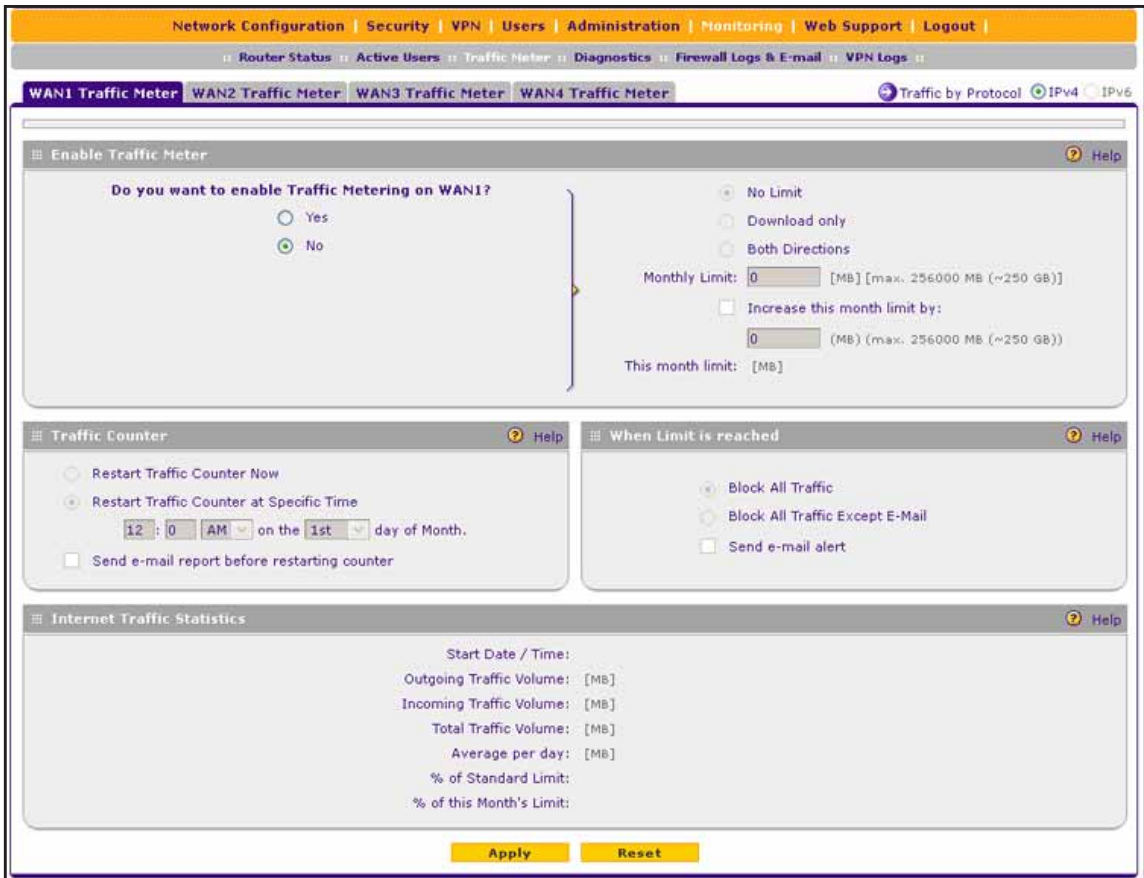 Network Configuration | Security | VPN | Users | Administration | Monitoring | Web Support | Logout |
:: Router Status :: Active Users :: Traffic Meter :: Diagnostics :: Firewall Logs & E-mail :: VPN Logs ::
WAN1 Traffic Meter WAN2 Traffic Meter WAN3 Traffic Meter WAN4 Traffic Meter Traffic by Protocol IPv4 IPv6
Enable Traffic Meter Help
Do you want to enable Traffic Metering on WAN1?
Yes
No
No Limit
Download only
Both Directions
Monthly Limit: 0 [MB] [max. 256000 MB (~250 GB)]
Increase this month limit by:
0 (MB) (max. 256000 MB (~250 GB))
This month limit: [MB]
Traffic Counter Help
Restart Traffic Counter Now
Restart Traffic Counter at Specific Time
12 : 0 AM on the 1st day of Month.
Send e-mail report before restarting counter
When Limit is reached Help
Block All Traffic
Block All Traffic Except E-Mail
Send e-mail alert
Internet Traffic Statistics Help
Start Date / Time:
Outgoing Traffic Volume: [MB]
Incoming Traffic Volume: [MB]
Total Traffic Volume: [MB]
Average per day: [MB]
% of Standard Limit:
% of this Month's Limit:
Apply Reset